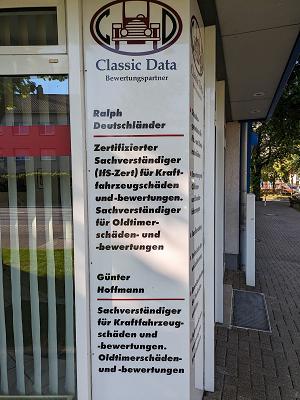 C D
Classic Data
Bewertungspartner
Ralph
Deutschländer
Zertifizierter
Sachverständiger
(IfS-Zert) für Kraft-
fahrzeugschäden
und -bewertungen.
Sachverständiger
für Oldtimer-
schäden- und
-bewertungen
Günter
Hoffmann
Sachverständiger
für Kraftfahrzeug-
schäden und
-bewertungen.
Oldtimerschäden-
und -bewertungen